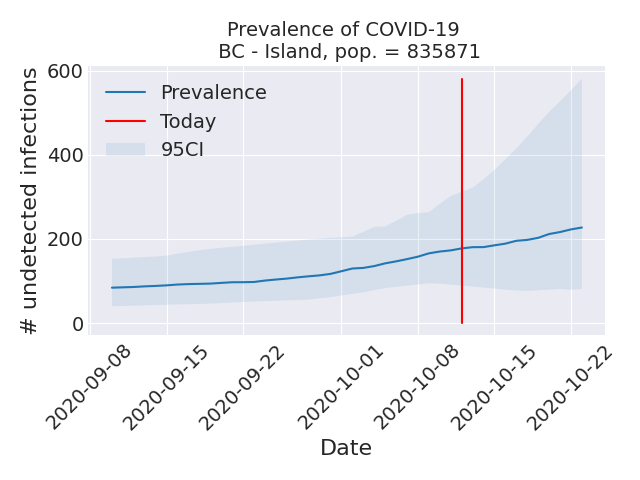 Prevalence of COVID-19
BC - Island, pop. = 835871
# undetected infections
600
400
200
0
Prevalence
Today
95CI
2020-09-08
2020-09-15
2020-09-22
2020-10-01
2020-10-08
2020-10-15
2020-10-22
Date